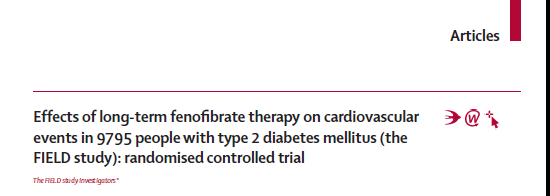 Articles
Effects of long-term fenofibrate therapy on cardiovascular
events in 9795 people with type 2 diabetes mellitus (the
FIELD study): randomised controlled trial
The FIELD study investigators*